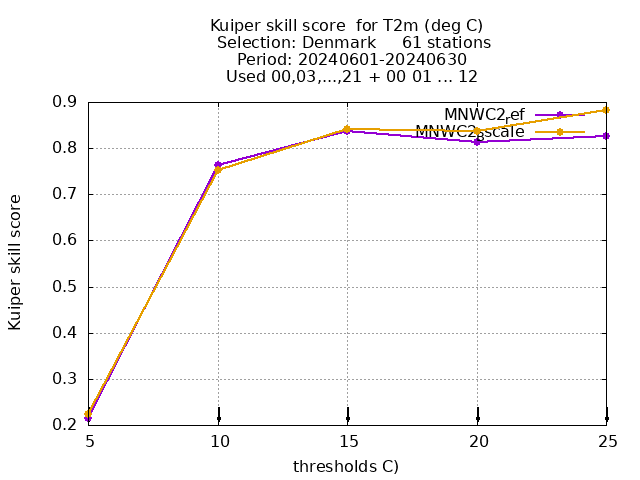 Kuiper skill score  for T2m (deg C)
Selection: Denmark     61 stations
Period: 20240601-20240630
Used 00,03,...,21 + 00 01 ... 12
0.9
0.8
0.7
0.6
0.5
0.4
0.3
0.2
Kuiper skill score
MNWC2ref
MNWC28scale
5
10
15
20
25
thresholds C)